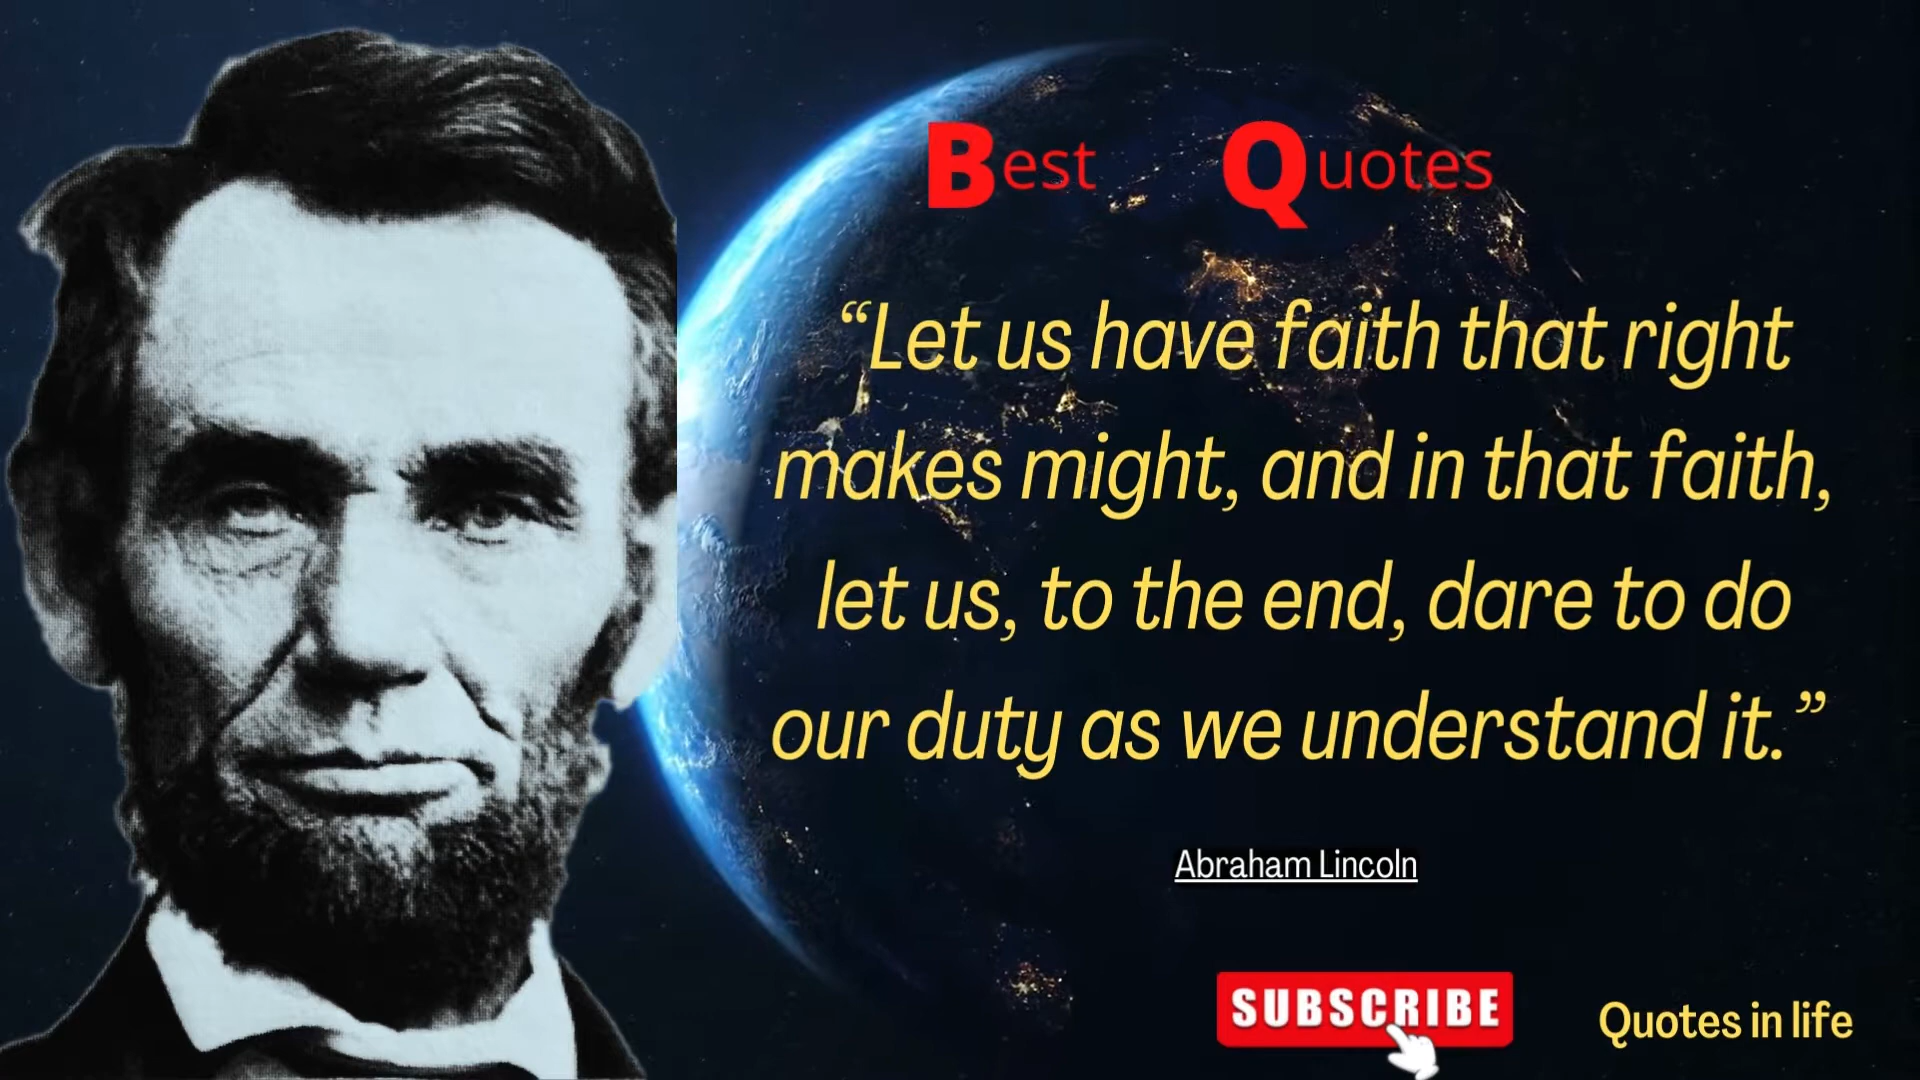 Best Quotes
“Let us have faith that right
makes might, and in that faith,
let us, to the end, dare to do
our duty as we understand it.”
Abraham Lincoln
SUBSCRIBE
Quotes in life